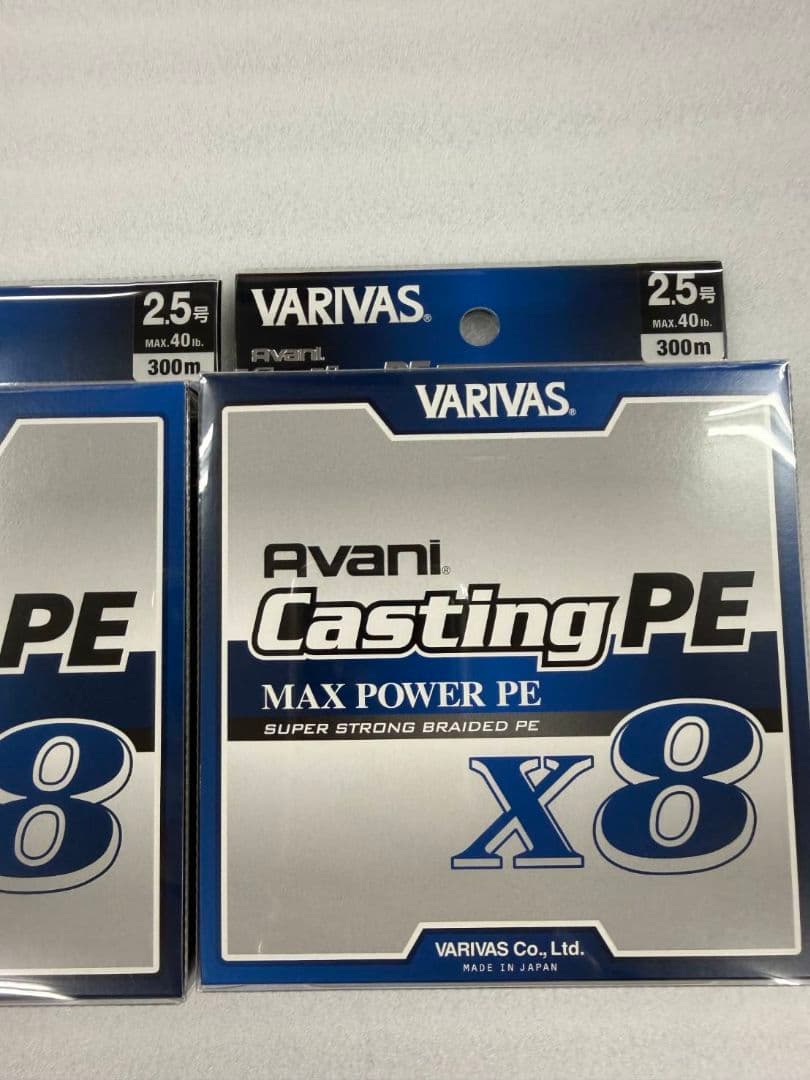 2.5号
MAX.40lb.
300m
PE
8
VARIVAS®
2.5号
MAX.40lb.
300m
Avani
VARIVAS®
Avani®
Casting PE
MAX POWER PE
SUPER STRONG BRAIDED PE
X8
VARIVAS Co., Ltd.
MADE IN JAPAN